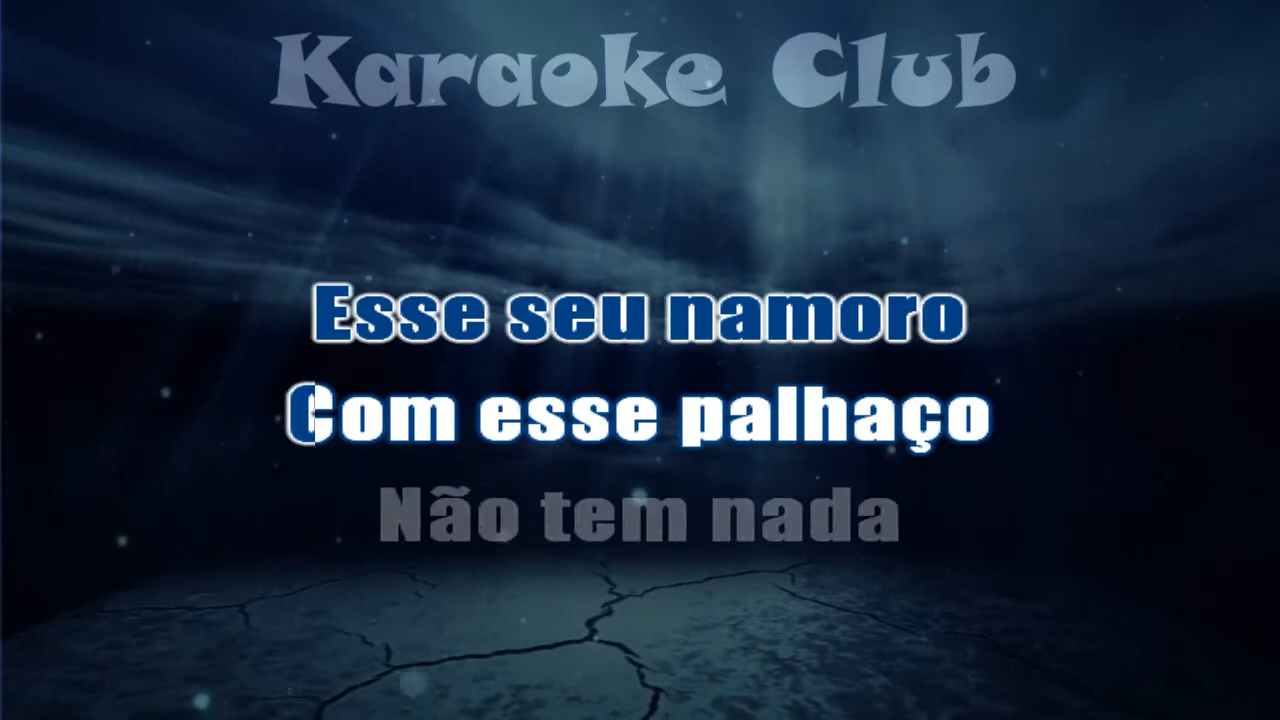 Karaoke Club
Esse seu namoro
Com esse palhaço
Não tem nada